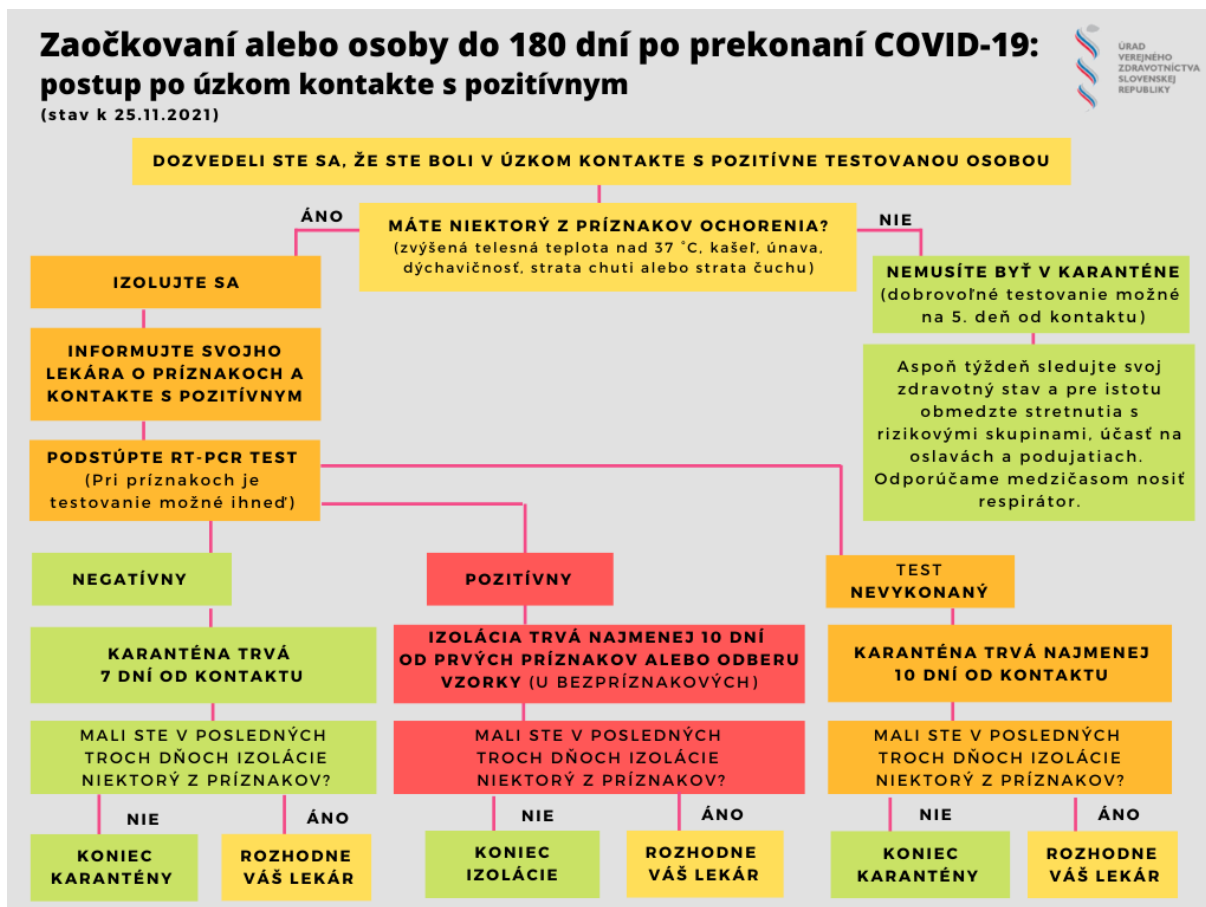 Zaočkovaní alebo osoby do 180 dní po prekonaní COVID-19:
postup po úzkom kontakte s pozitívnym
(stav k 25.11.2021)
ÚRAD
VEREJNÉHO
ZDRAVOTNÍCTVA
SLOVENSKEJ
REPUBLIKY
DOZVEDELI STE SA, ŽE STE BOLI V ÚZKOM KONTAKTE S POZITÍVNE TESTOVANOU OSOBOU
ÁNO
MÁTE NIEKTORÝ Z PRÍZNAKOV OCHORENIA?
(zvýšená telesná teplota nad 37 °C, kašeľ, únava,
dýchavičnosť, strata chuti alebo strata čuchu)
NIE
IZOLUJTE SA
INFORMUJTE SVOJHO
LEKÁRA O PRÍZNAKOCH A
KONTAKTE S POZITÍVNYM
PODSTÚPTE RT-PCR TEST
(Pri príznakoch je
testovanie možné ihneď)
NEMUSÍTE BYŤ V KARANTÉNE
(dobrovoľné testovanie možné
na 5. deň od kontaktu)
Aspoň týždeň sledujte svoj
zdravotný stav a pre istotu
obmedzte stretnutia s
rizikovými skupinami, účasť na
oslavách a podujatiach.
Odporúčame medzičasom nosiť
respirátor.
NEGATÍVNY
KARANTÉNA TRVÁ
7 DNÍ OD KONTAKTU
MALI STE V POSLEDNÝCH
TROCH DŇOCH IZOLÁCIE
NIEKTORÝ Z PRÍZNAKOV?
NIE
ÁNO
KONIEC
KARANTÉNY
ROZHODNE
VÁŠ LEKÁR
POZITÍVNY
IZOLÁCIA TRVÁ NAJMENEJ 10 DNÍ
OD PRVÝCH PRÍZNAKOV ALEBO ODBERU
VZORKY (U BEZPRÍZNAKOVÝCH)
MALI STE V POSLEDNÝCH
TROCH DŇOCH IZOLÁCIE
NIEKTORÝ Z PRÍZNAKOV?
NIE
ÁNO
KONIEC
IZOLÁCIE
ROZHODNE
VÁŠ LEKÁR
TEST
NEVYKONANÝ
KARANTÉNA TRVÁ NAJMENEJ
10 DNÍ OD KONTAKTU
MALI STE V POSLEDNÝCH
TROCH DŇOCH IZOLÁCIE
NIEKTORÝ Z PRÍZNAKOV?
NIE
ÁNO
KONIEC
KARANTÉNY
ROZHODNE
VÁŠ LEKÁR